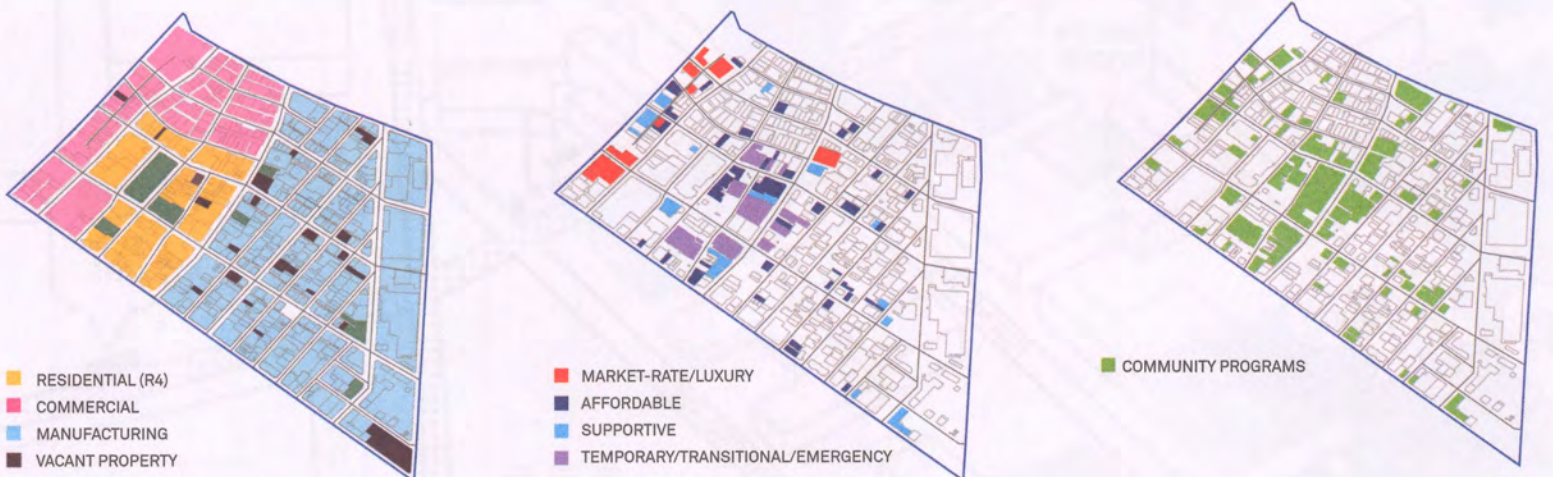 RESIDENTIAL (R4)
COMMERCIAL
MANUFACTURING
VACANT PROPERTY
MARKET-RATE/LUXURY
AFFORDABLE
SUPPORTIVE
TEMPORARY/TRANSITIONAL/EMERGENCY
COMMUNITY PROGRAMS